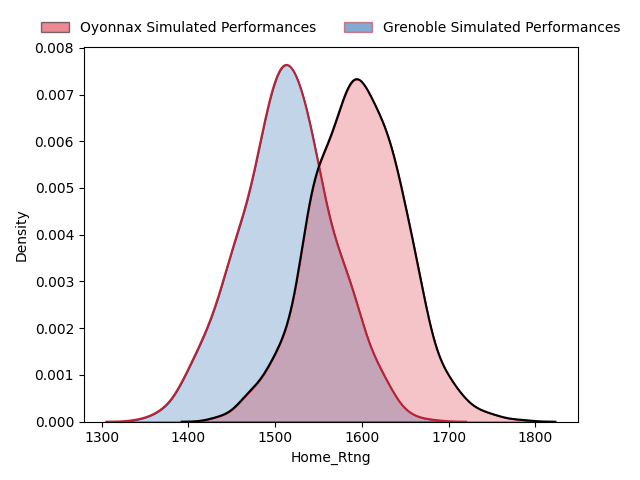 Oyonnax Simulated Performances Grenoble Simulated Performances
0.008
0.007
0.006
0.005
0.004
0.003
0.002
0.001
0.000
Density
1300 1400 1500 1600 1700 1800
Home_Rtng